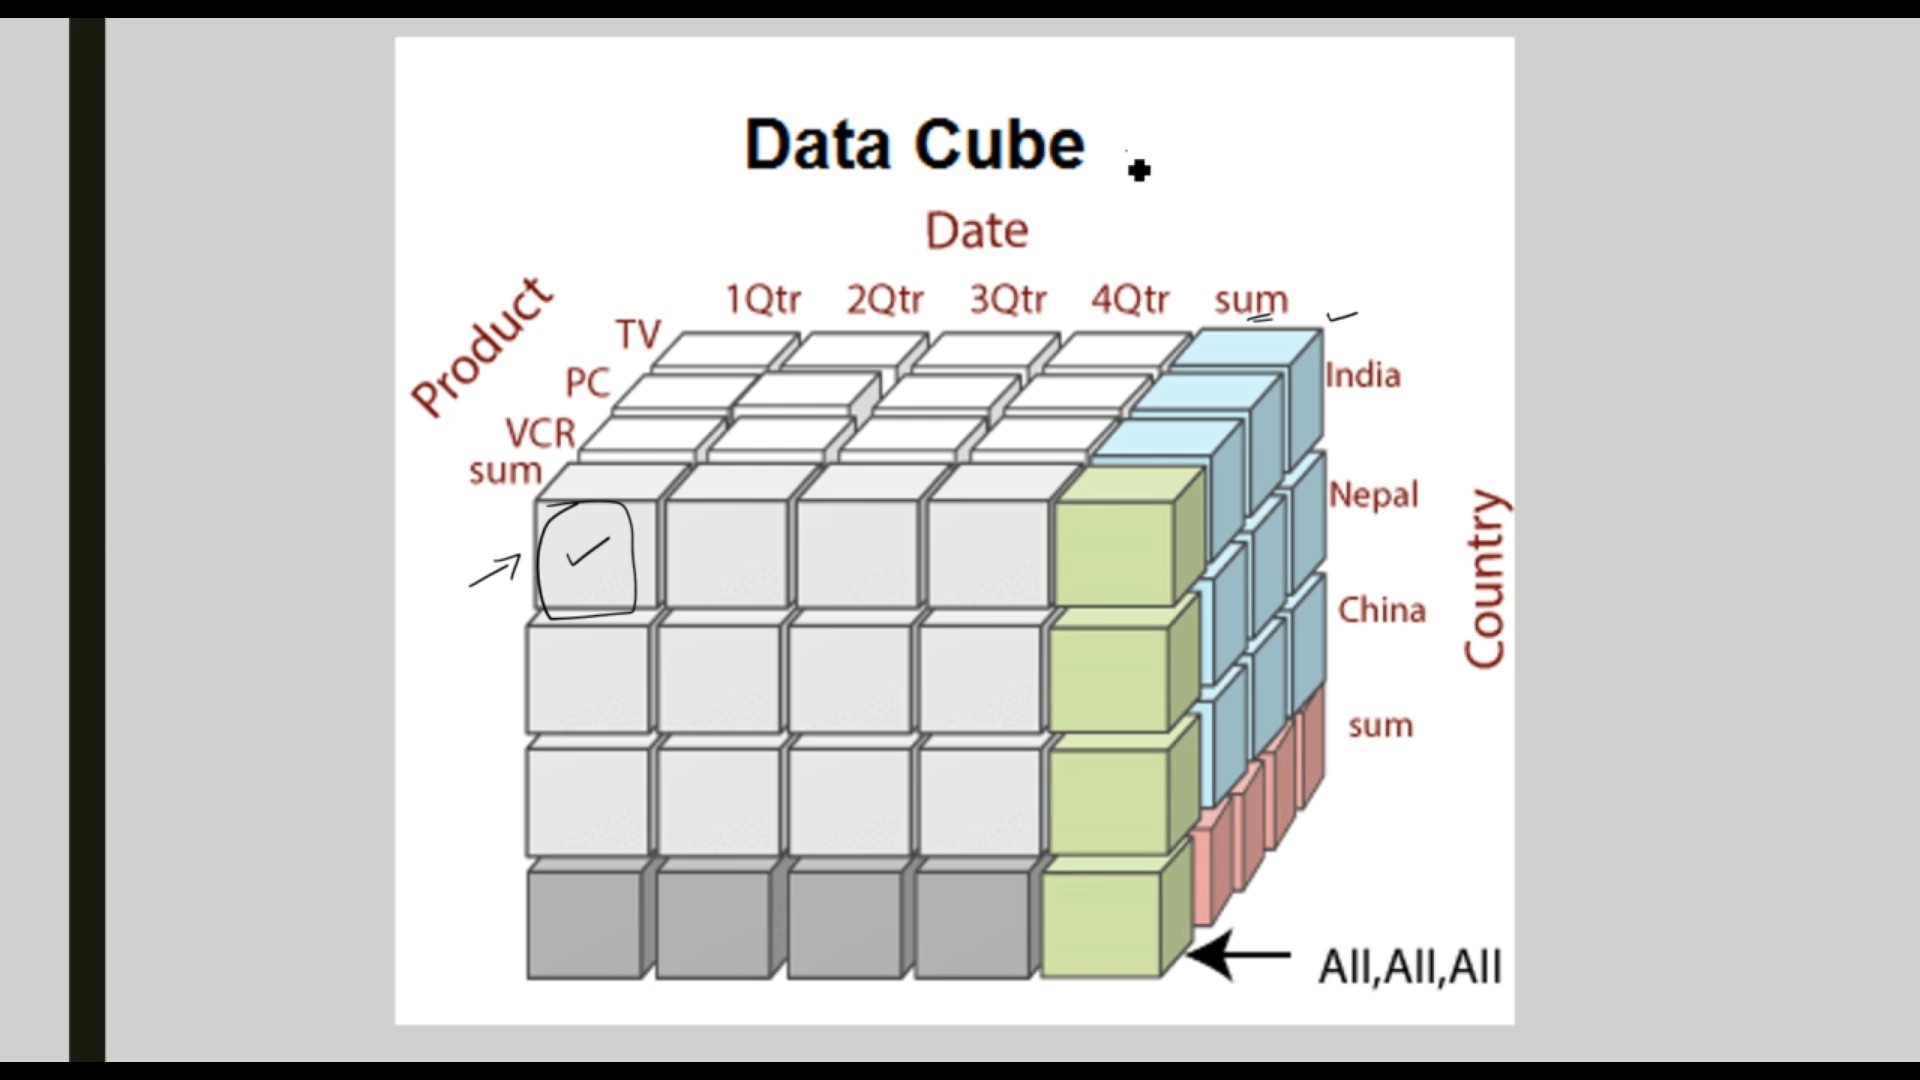 Data Cube
Date
Product
1Qtr 2Qtr 3Qtr 4Qtr sum
TV
PC
VCR
sum
India
Nepal
China
sum
Country
All,All,All